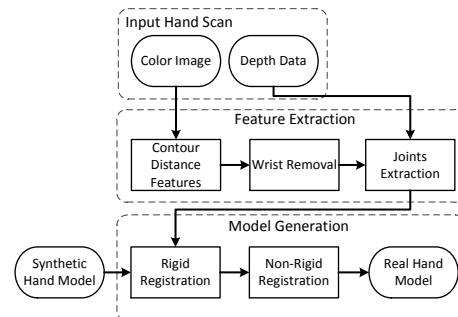 Input Hand Scan
Color Image
Depth Data
Feature Extraction
Contour
Distance
Features
Wrist Removal
Joints
Extraction
Model Generation
Synthetic
Hand Model
Rigid
Registration
Non-Rigid
Registration
Real Hand
Model